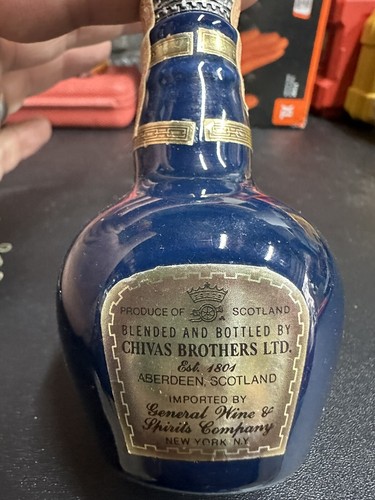 XL
PRODUCE OF SCOTLAND
BLENDED AND BOTTLED BY
CHIVAS BROTHERS LTD.
Est. 1801
ABERDEEN, SCOTLAND
IMPORTED BY
General Wine &
Spirits Company
NEW YORK N.Y.